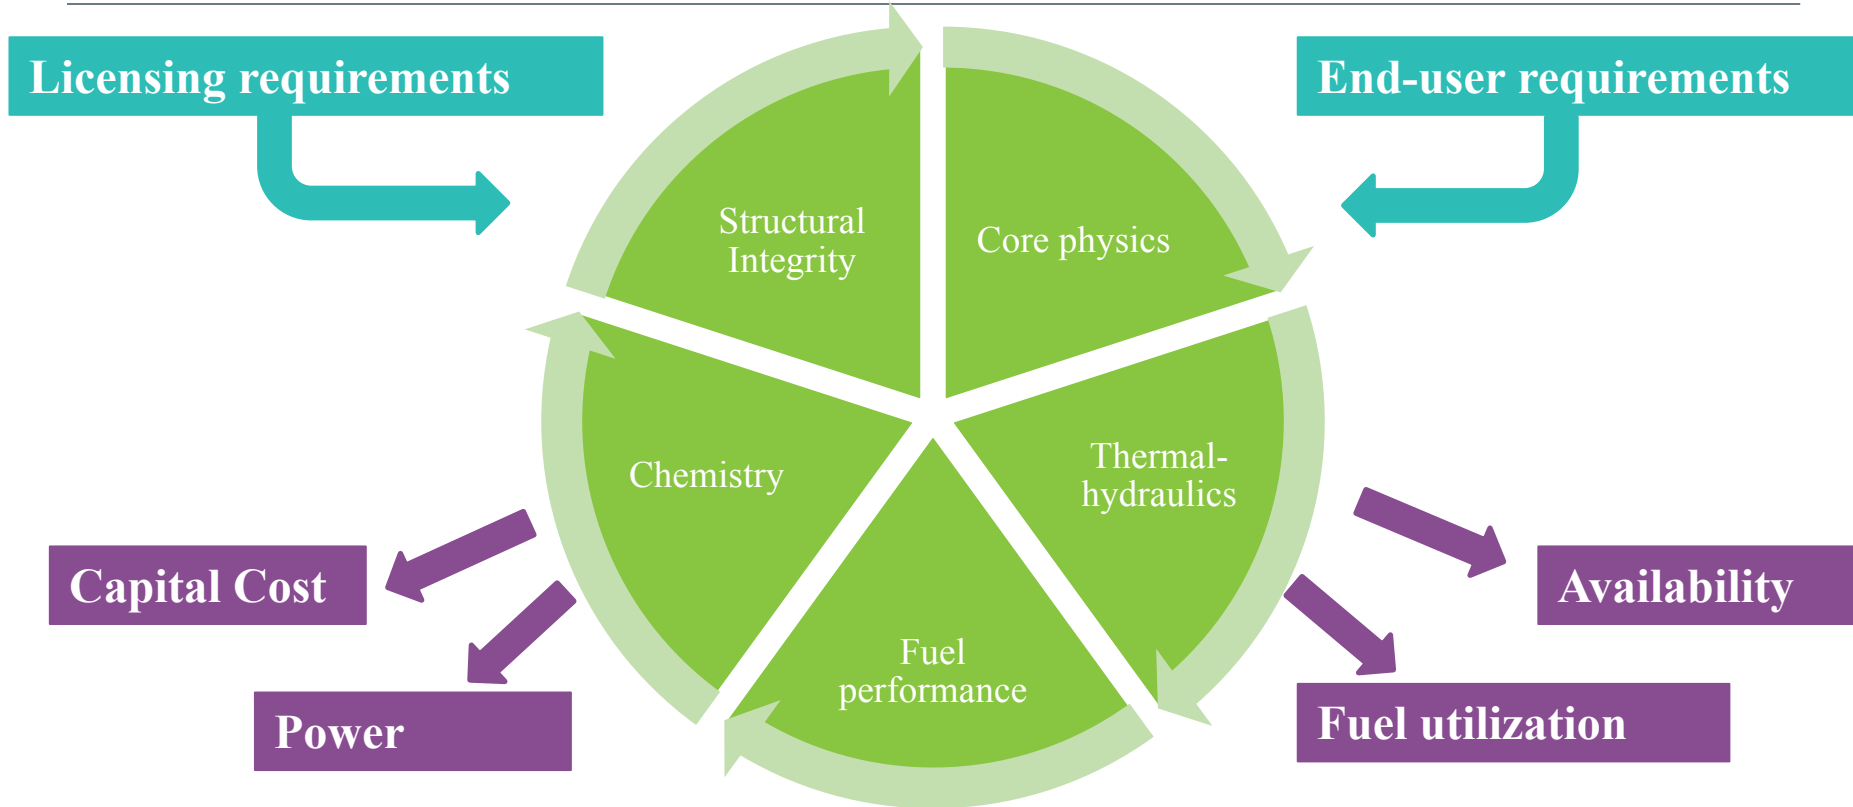 Licensing requirements
End-user requirements
Structural
Integrity
Core physics
Chemistry
Thermal-
hydraulics
Fuel
performance
Capital Cost
Power
Availability
Fuel utilization